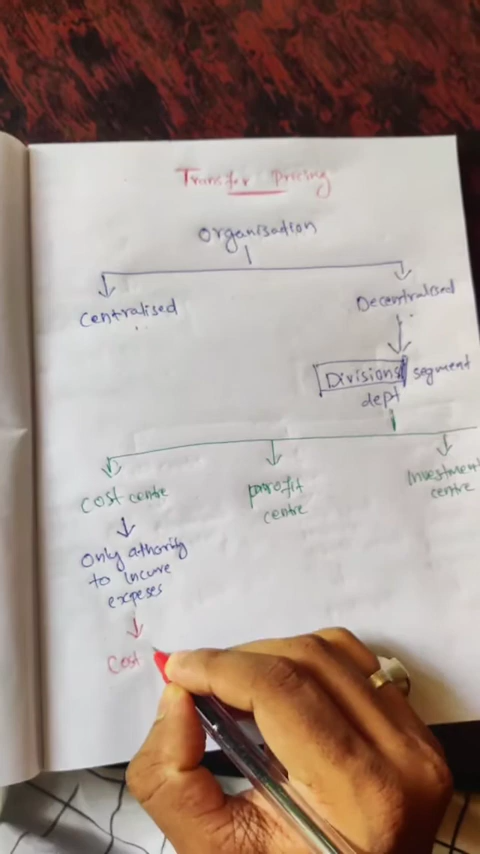 Transfer Pricing
Organisation
Centralised
Decentralised
Divisions/ segment
dept
Cost centre
profit
centre
Investment
centre
Only athority
to incure
expeses
Cost